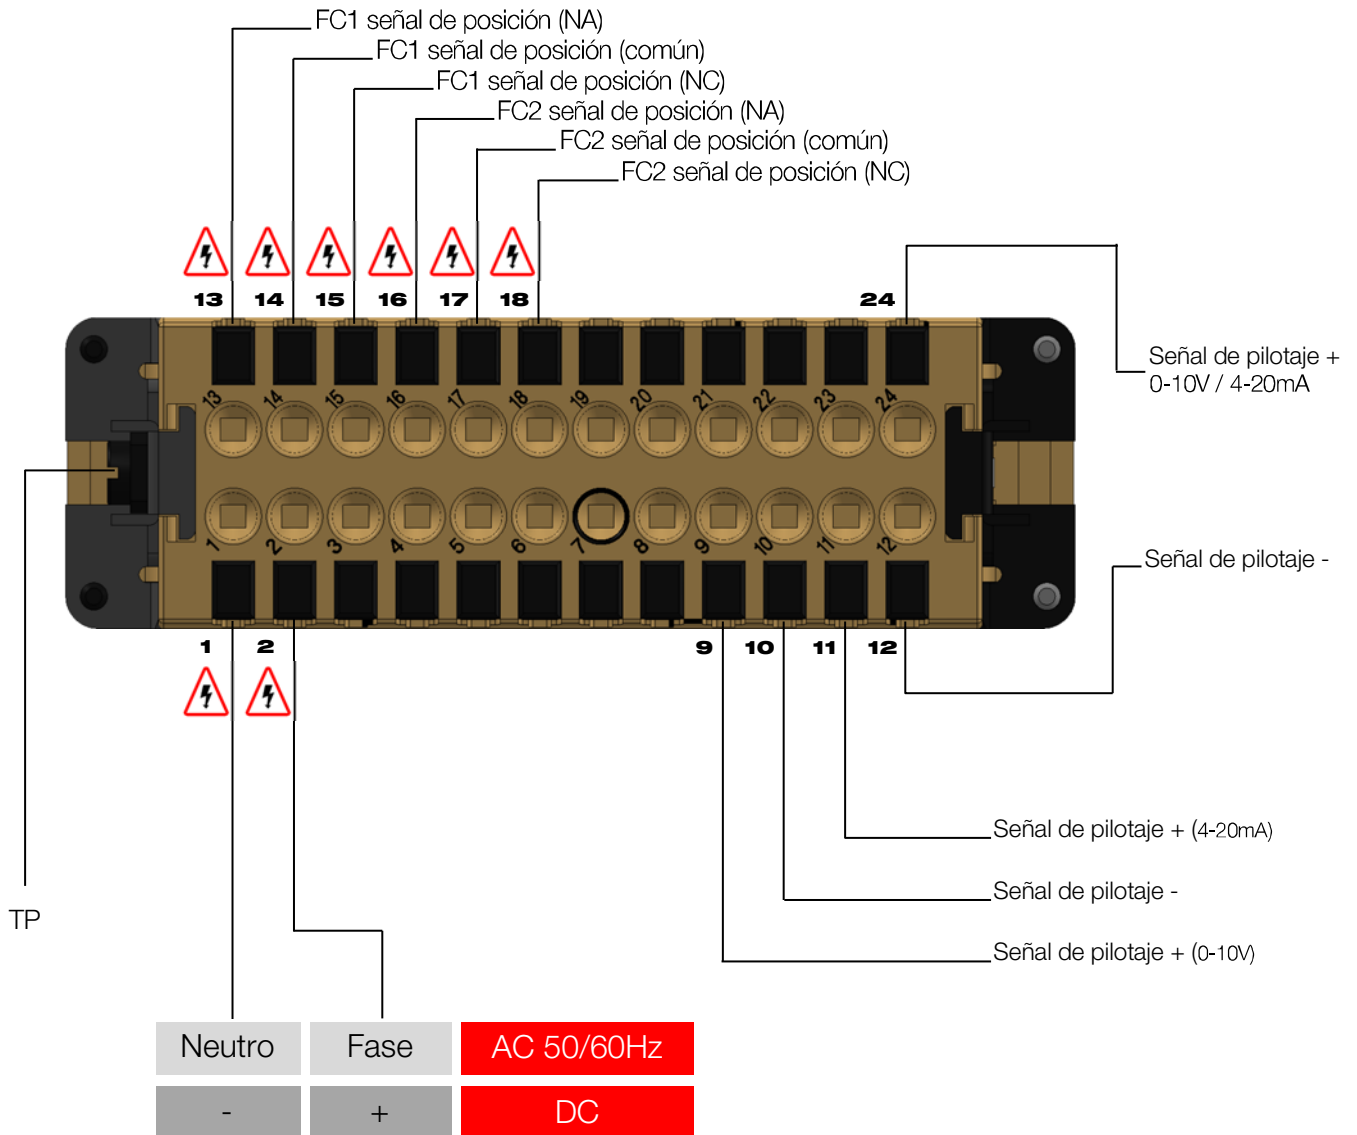 FC1 señal de posición (NA)
FC1 señal de posición (común)
FC1 señal de posición (NC)
FC2 señal de posición (NA)
FC2 señal de posición (común)
FC2 señal de posición (NC)
13 14 15 16 17 18 24
Señal de pilotaje +
0-10V / 4-20mA
13 14 15 16 17 18 19 20 21 22 23 24
1 2 3 4 5 6 7 8 9 10 11 12
Señal de pilotaje -
1 2 9 10 11 12
Señal de pilotaje + (4-20mA)
Señal de pilotaje -
TP
Señal de pilotaje + (0-10V)
Neutro Fase AC 50/60Hz
- + DC